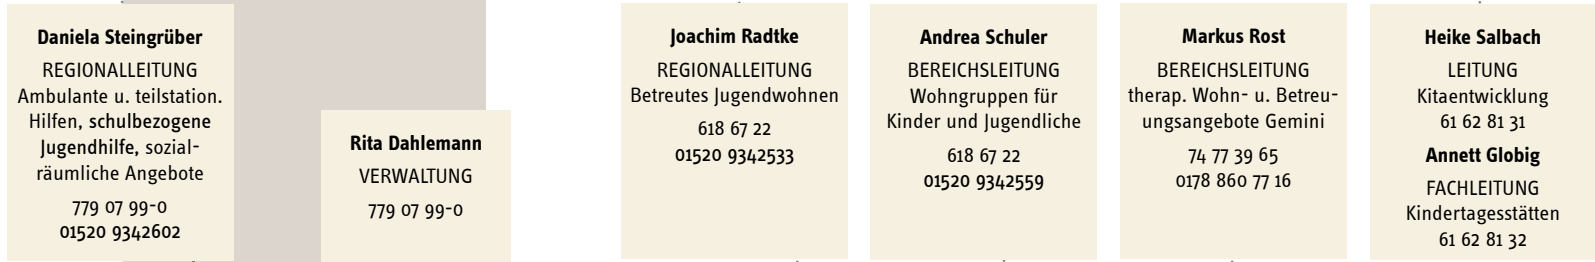 Daniela Steingrüber
REGIONALLEITUNG
Ambulante u. teilstation.
Hilfen, schulbezogene
Jugendhilfe, sozial-
räumliche Angebote
779 07 99-0
01520 9342602
Rita Dahlemann
VERWALTUNG
779 07 99-0
Joachim Radtke
REGIONALLEITUNG
Betreutes Jugendwohnen
618 67 22
01520 9342533
Andrea Schuler
BEREICHSLEITUNG
Wohngruppen für
Kinder und Jugendliche
618 67 22
01520 9342559
Markus Rost
BEREICHSLEITUNG
therap. Wohn- u. Betreu-
ungsangebote Gemini
74 77 39 65
0178 860 77 16
Heike Salbach
LEITUNG
Kitaentwicklung
61 62 81 31
Annett Globig
FACHLEITUNG
Kindertagesstätten
61 62 81 32